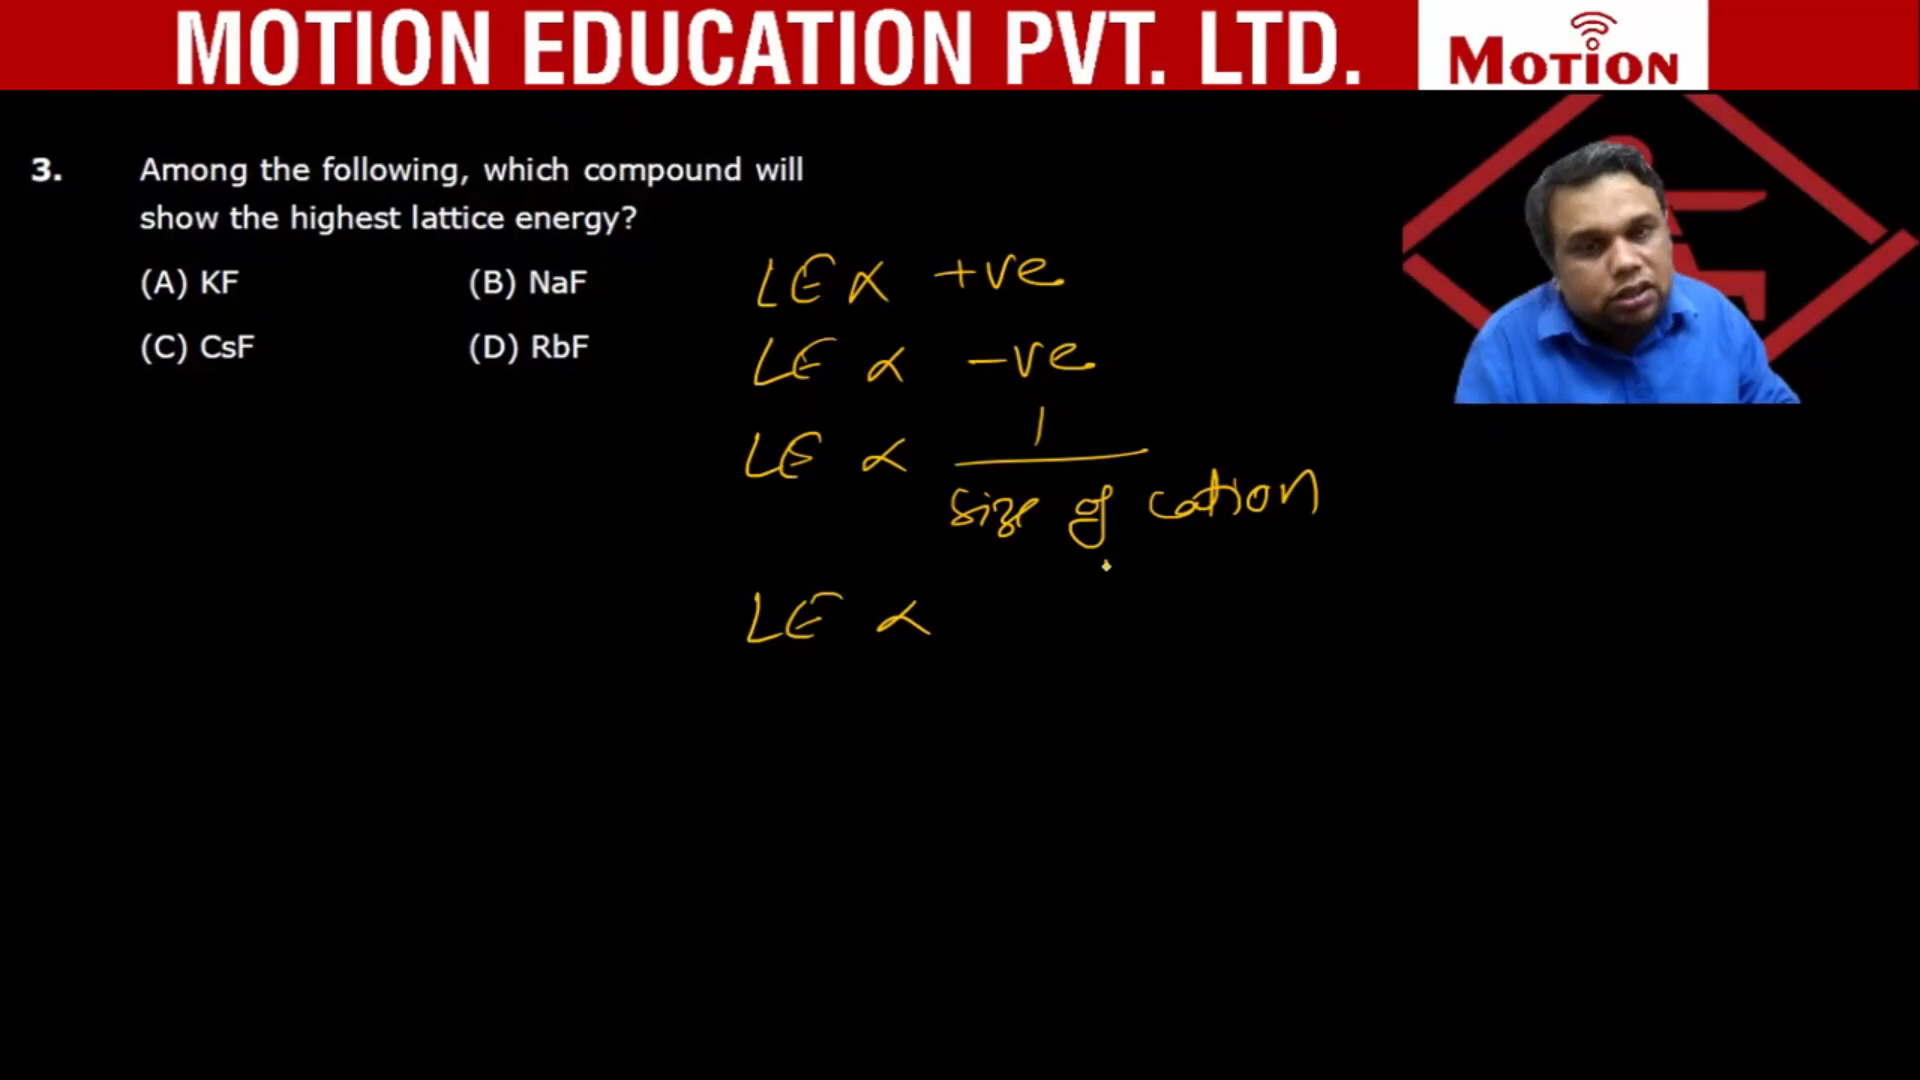 MOTION EDUCATION PVT. LTD.
MOTION
3. Among the following, which compound will
show the highest lattice energy?
(A) KF (B) NaF
(C) CsF (D) RbF
LE ∝ +ve
LE ∝ -ve
LE ∝ 1
size of cation
LE ∝